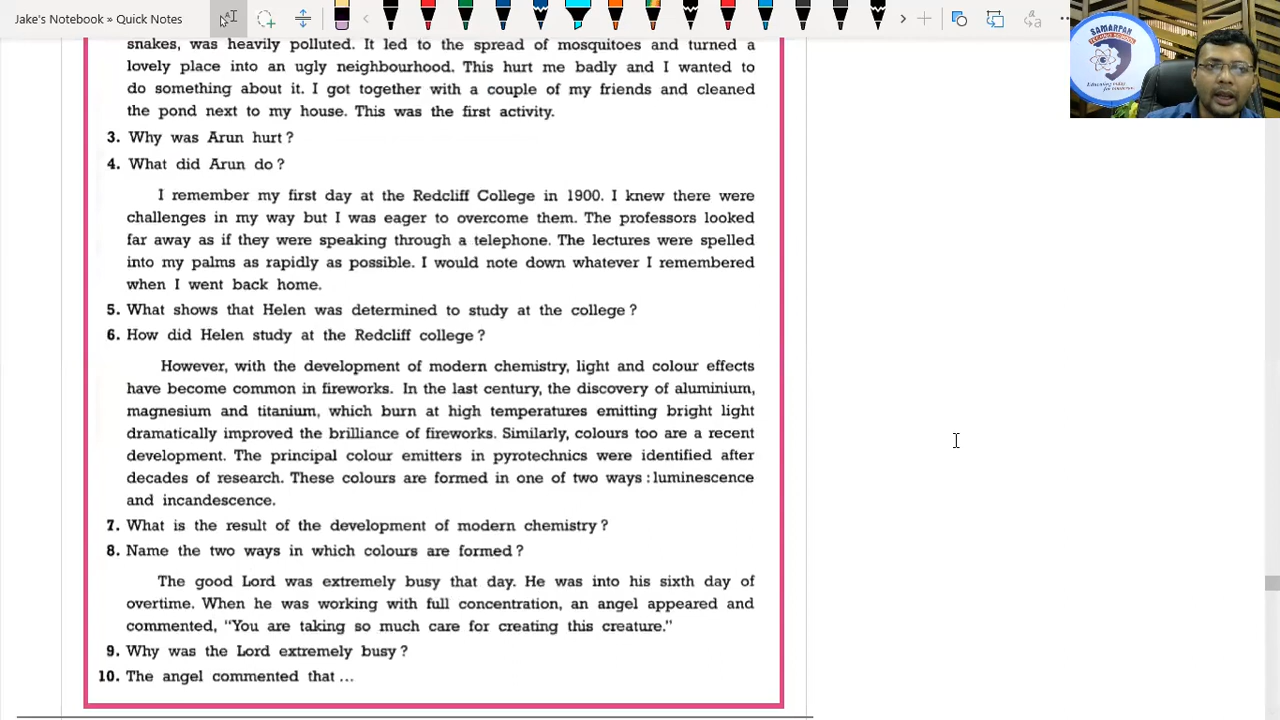 Jake's Notebook » Quick Notes
SAMARPAN
snakes, was heavily polluted. It led to the spread of mosquitoes and turned a
lovely place into an ugly neighbourhood. This hurt me badly and I wanted to
do something about it. I got together with a couple of my friends and cleaned
the pond next to my house. This was the first activity.
3. Why was Arun hurt?
4. What did Arun do?
I remember my first day at the Redcliff College in 1900. I knew there were
challenges in my way but I was eager to overcome them. The professors looked
far away as if they were speaking through a telephone. The lectures were spelled
into my palms as rapidly as possible. I would note down whatever I remembered
when I went back home.
5. What shows that Helen was determined to study at the college?
6. How did Helen study at the Redcliff college?
However, with the development of modern chemistry, light and colour effects
have become common in fireworks. In the last century, the discovery of aluminium,
magnesium and titanium, which burn at high temperatures emitting bright light
dramatically improved the brilliance of fireworks. Similarly, colours too are a recent
development. The principal colour emitters in pyrotechnics were identified after
decades of research. These colours are formed in one of two ways : luminescence
and incandescence.
7. What is the result of the development of modern chemistry?
8. Name the two ways in which colours are formed?
The good Lord was extremely busy that day. He was into his sixth day of
overtime. When he was working with full concentration, an angel appeared and
commented, "You are taking so much care for creating this creature."
9. Why was the Lord extremely busy?
10. The angel commented that ...